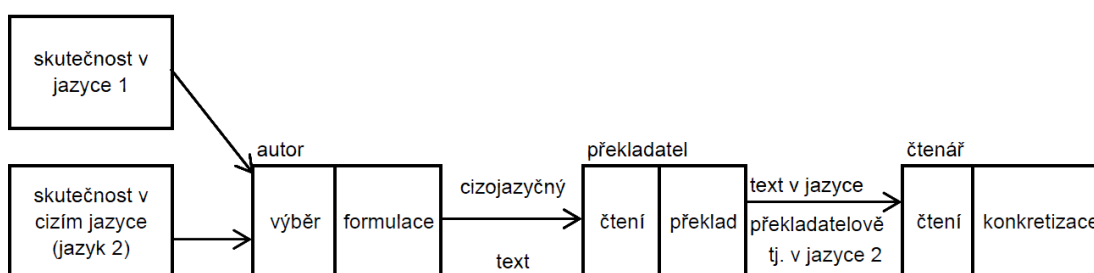 skutečnost v
jazyce 1
skutečnost v
cizím jazyce
(jazyk 2)
autor
výběr
formulace
cizojazyčný
text
překladatel
čtení
překlad
text v jazyce
překladatelově
tj. v jazyce 2
čtenář
čtení
konkretizace